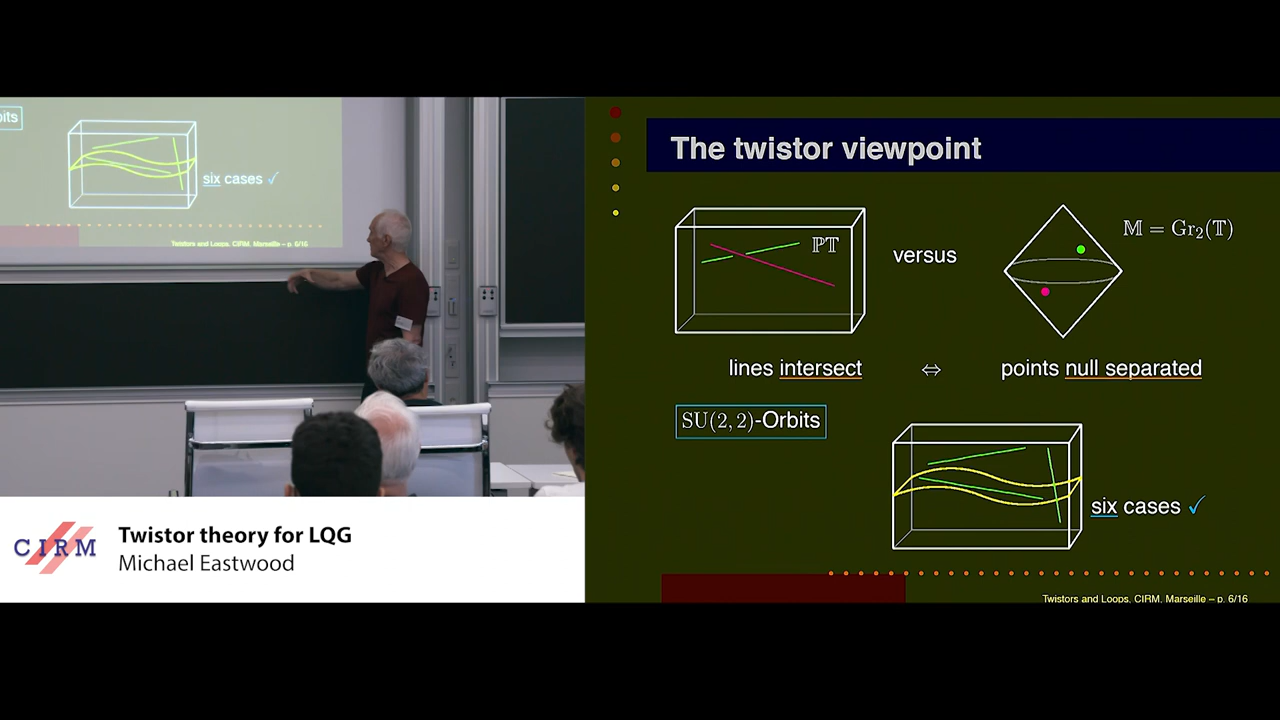 bits
six cases ✓
Twistors and Loops, CIRM, Marseille – p. 6/16
CIRM
Twistor theory for LQG
Michael Eastwood
The twistor viewpoint
ℙ𝕋
versus
𝕄 = Gr₂(𝕋)
lines intersect ⇔ points null separated
SU(2, 2)-Orbits
six cases ✓
Twistors and Loops, CIRM, Marseille – p. 6/16